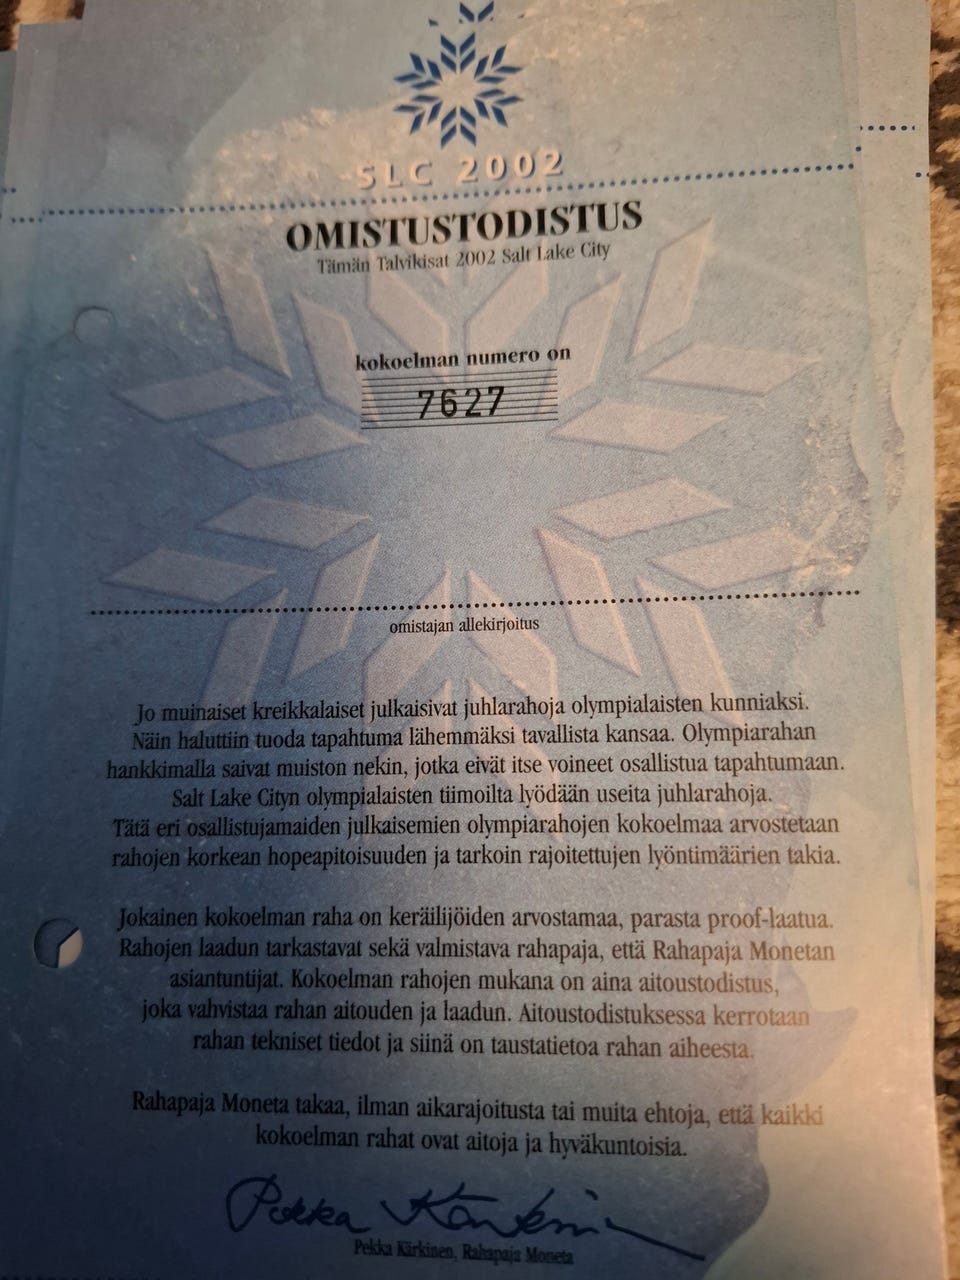 SLC 2002
OMISTUSTODISTUS
Tämän Talvikisat 2002 Salt Lake City
kokoelman numero on
7627
omistajan allekirjoitus
Jo muinaiset kreikkalaiset julkaisivat juhlarahoja olympialaisten kunniaksi.
Näin haluttiin tuoda tapahtuma lähemmäksi tavallista kansaa. Olympiarahan
hankkimalla saivat muiston nekin, jotka eivät itse voineet osallistua tapahtumaan.
Salt Lake Cityn olympialaisten tiimoilta lyödään useita juhlarahoja.
Tätä eri osallistujamaiden julkaisemien olympiarahojen kokoelmaa arvostetaan
rahojen korkean hopeapitoisuuden ja tarkoin rajoitettujen lyöntimäärien takia.
Jokainen kokoelman raha on keräilijöiden arvostamaa, parasta proof-laatua.
Rahojen laadun tarkastavat sekä valmistava rahapaja, että Rahapaja Monetan
asiantuntijat. Kokoelman rahojen mukana on aina aitoustodistus,
joka vahvistaa rahan aitouden ja laadun. Aitoustodistuksessa kerrotaan
rahan tekniset tiedot ja siinä on taustatietoa rahan aiheesta.
Rahapaja Moneta takaa, ilman aikarajoitusta tai muita ehtoja, että kaikki
kokoelman rahat ovat aitoja ja hyväkuntoisia.
Pekka Kärkinen
Pekka Kärkinen, Rahapaja Moneta